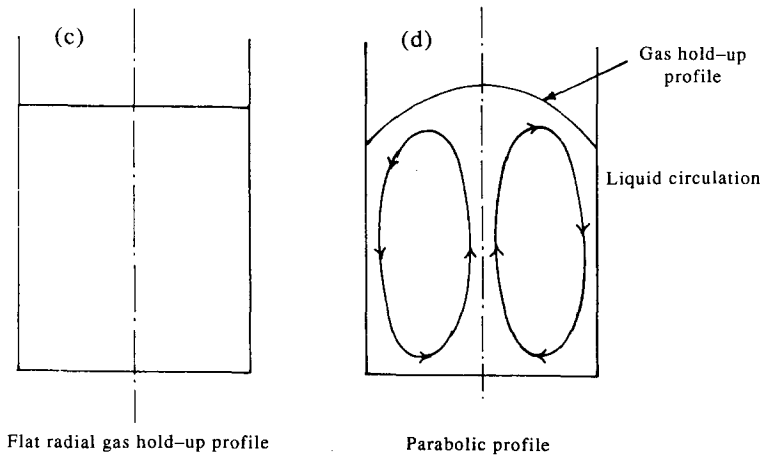 (c)
(d)
Gas hold–up
profile
Liquid circulation
Flat radial gas hold–up profile
Parabolic profile